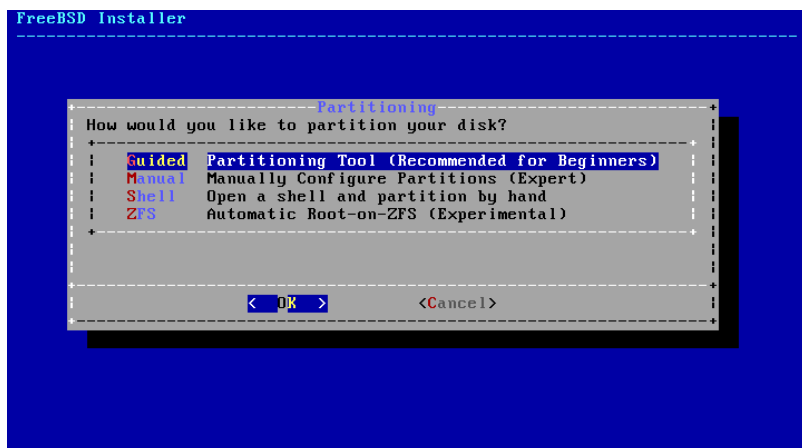 FreeBSD Installer
Partitioning
How would you like to partition your disk?
Guided Partitioning Tool (Recommended for Beginners)
Manual Manually Configure Partitions (Expert)
Shell Open a shell and partition by hand
ZFS Automatic Root-on-ZFS (Experimental)
< OK > <Cancel>